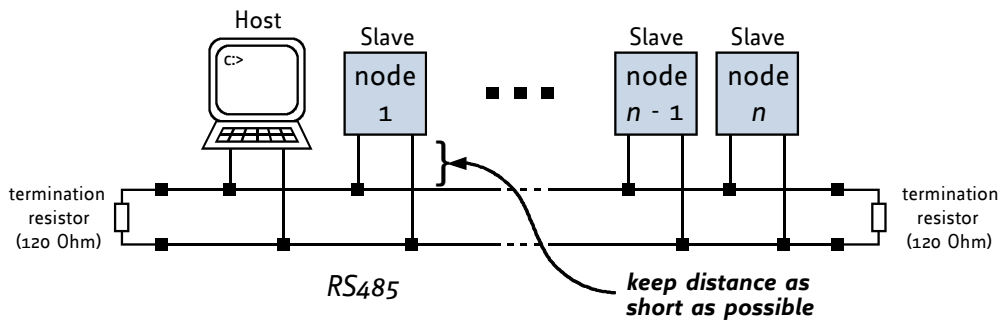 Host
c:>
Slave
node
1
Slave
node
n - 1
Slave
node
n
termination
resistor
(120 Ohm)
termination
resistor
(120 Ohm)
RS485
keep distance as
short as possible